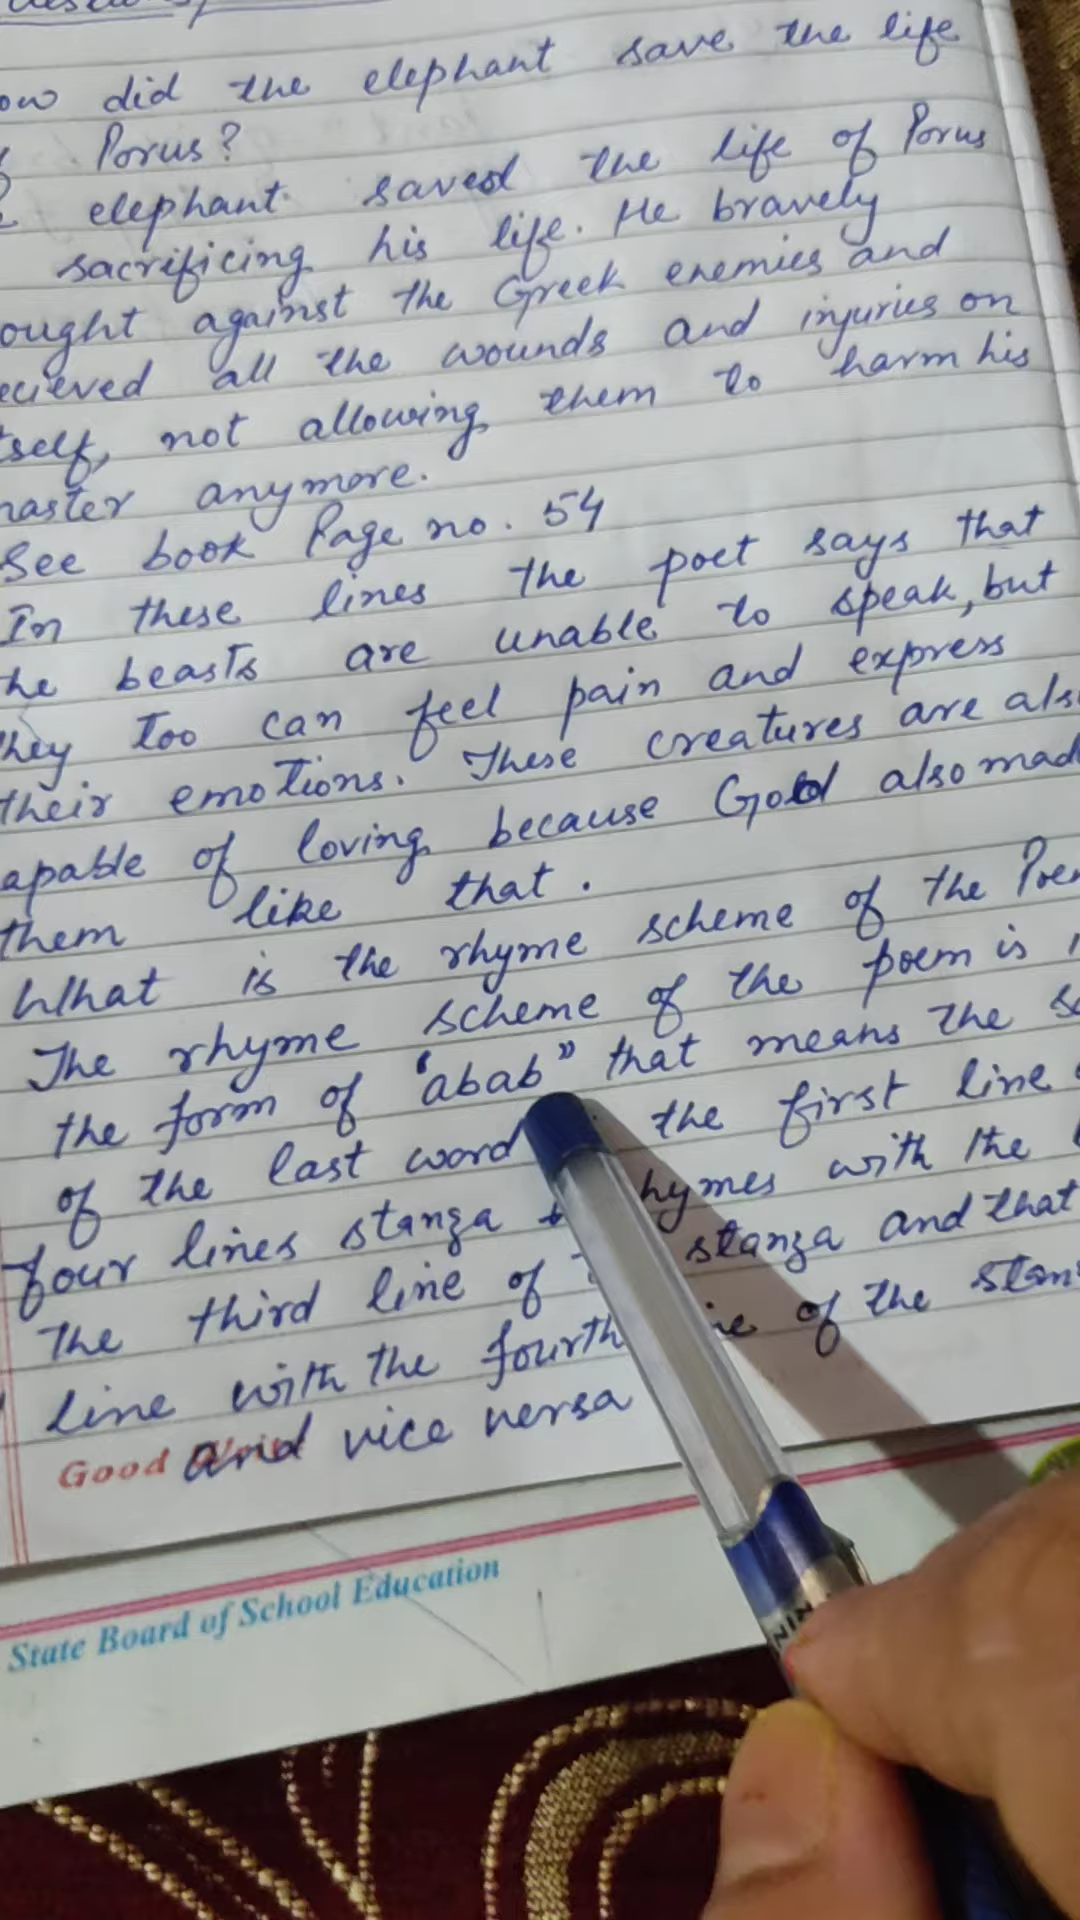 did the elephant save the life
Porus?
elephant saved the life of Porus
sacrificing his life. He bravely
ought against the Greek enemies and
ecieved all the wounds and injuries on
tself, not allowing them to harm his
aster anymore.
See book Page no. 54
In these lines the poet says that
he beasts are unable to speak, but
hey too can feel pain and express
their emotions. These creatures are als
apable of loving because God also mad
them like that.
What is the rhyme scheme of the Poe
The rhyme scheme of the poem is
the form of "abab" that means the
of the last word the first line
four lines stanza hymes with the
The third line of stanza and that
line with the fourth of the stan
and vice versa
Good
State Board of School Education